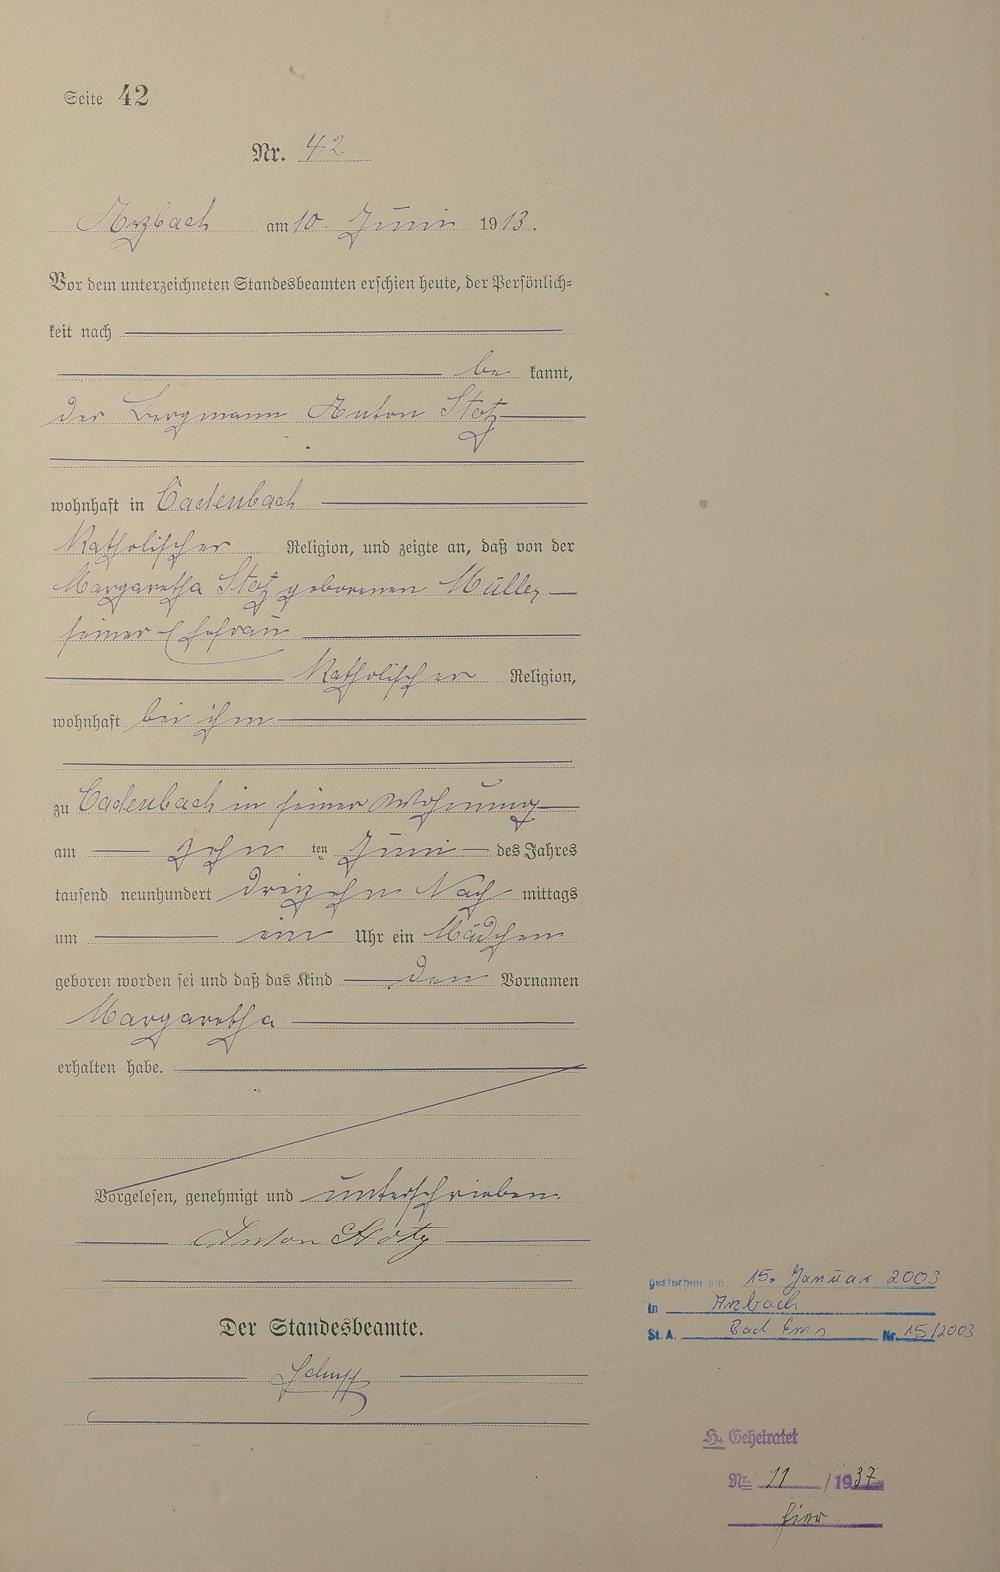 Seite 42
Nr. 42
Arzbach am 10. Juni 1913.
Vor dem unterzeichneten Standesbeamten erschien heute, der Persönlich-
keit nach
be kannt,
der Bergmann Anton Stotz
wohnhaft in Cadenbach
katholischer Religion, und zeigte an, daß von der
Margaretha Stotz geborenen Müller
seiner Ehefrau
katholischer Religion,
wohnhaft bei ihm
zu Cadenbach in seiner Wohnung
am zehn ten Juni des Jahres
tausend neunhundert dreizehn Nach mittags
um ein Uhr ein Mädchen
geboren worden sei und daß das Kind den Vornamen
Margaretha
erhalten habe.
Vorgelesen, genehmigt und unterschrieben.
Anton Stotz
Der Standesbeamte.
gestorben am: 15. Januar 2003
in Arzbach
St. A. Bad Ems Nr. 15/2003
H. Geheiratet
Nr. 11 /1937
hier